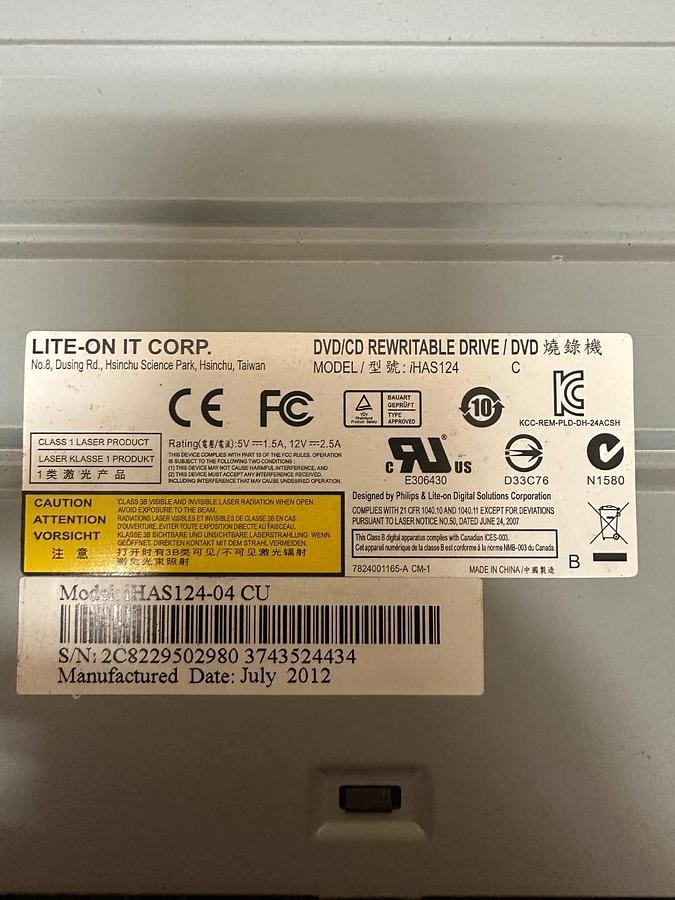 LITE-ON IT CORP.
No.8, Dusing Rd., Hsinchu Science Park, Hsinchu, Taiwan
DVD/CD REWRITABLE DRIVE / DVD 燒錄機
MODEL / 型號: iHAS124 C
CE FC
TÜV
Rheinland
Product Safety
BAUART
GEPRÜFT
TYPE
APPROVED
10
KCC-REM-PLD-DH-24ACSH
CLASS 1 LASER PRODUCT
LASER KLASSE 1 PRODUKT
1类激光产品
Rating(電壓/電流):5V⎓1.5A, 12V⎓2.5A
THIS DEVICE COMPLIES WITH PART 15 OF THE FCC RULES. OPERATION
IS SUBJECT TO THE FOLLOWING TWO CONDITIONS:
(1) THIS DEVICE MAY NOT CAUSE HARMFUL INTERFERENCE, AND
(2) THIS DEVICE MUST ACCEPT ANY INTERFERENCE RECEIVED,
INCLUDING INTERFERENCE THAT MAY CAUSE UNDESIRED OPERATION.
c RU US
E306430
D33C76
N1580
CAUTION
ATTENTION
VORSICHT
注 意
CLASS 3B VISIBLE AND INVISIBLE LASER RADIATION WHEN OPEN
AVOID EXPOSURE TO THE BEAM.
RADIATIONS LASER VISIBLES ET INVISIBLES DE CLASSE 3B EN CAS
D'OUVERTURE. EVITER TOUTE EXPOSITION DIRECTE AU FAISCEAU.
KLASSE 3B SICHTBARE UND UNSICHTBARE LASERSTRAHLUNG WENN
GEÖFFNET. DIREKTEN KONTAKT MIT DEM STRAHL VERMEIDEN.
打开时有3B类可见/不可见激光辐射
避免光束照射
Designed by Philips & Lite-on Digital Solutions Corporation
COMPLIES WITH 21 CFR 1040.10 AND 1040.11 EXCEPT FOR DEVIATIONS
PURSUANT TO LASER NOTICE NO.50, DATED JUNE 24, 2007
This Class B digital apparatus complies with Canadian ICES-003.
Cet appareil numérique de la classe B est conforme à la norme NMB-003 du Canada.
B
7824001165-A CM-1
MADE IN CHINA/中國製造
Model: iHAS124-04 CU
S/N: 2C8229502980 3743524434
Manufactured Date: July 2012